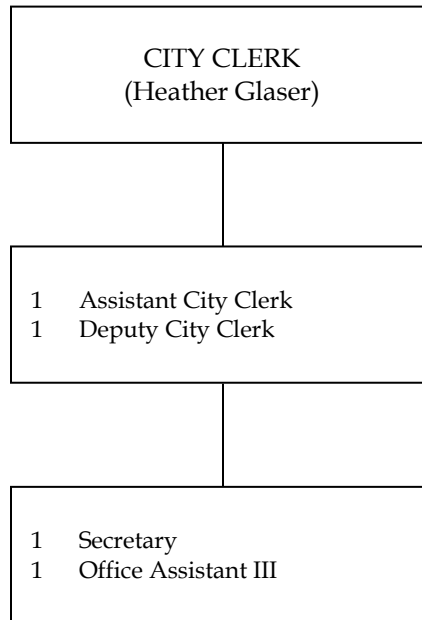 CITY CLERK
(Heather Glaser)
1 Assistant City Clerk
1 Deputy City Clerk
1 Secretary
1 Office Assistant III